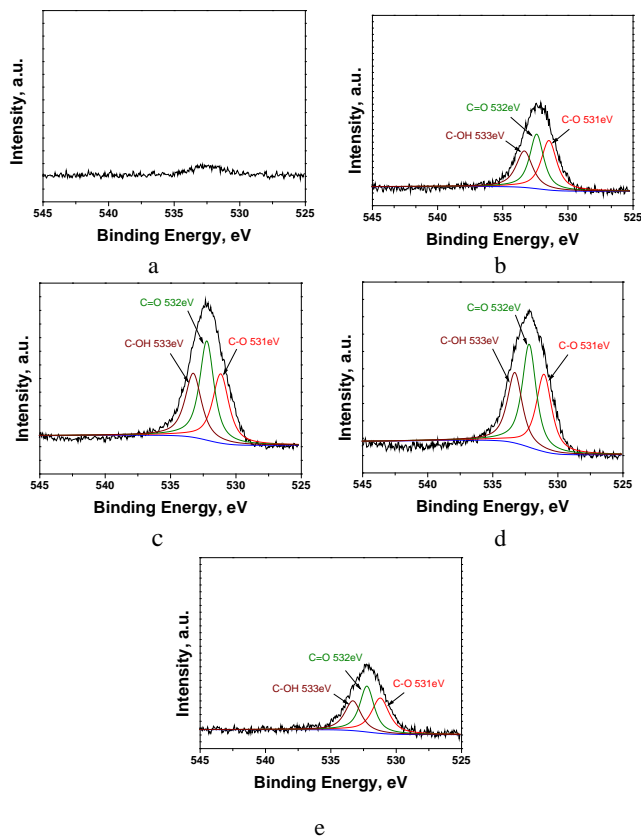 Intensity, a.u.
545 540 535 530 525
Binding Energy, eV
a
Intensity, a.u.
C=O 532eV
C-O 531eV
C-OH 533eV
545 540 535 530 525
Binding Energy, eV
b
Intensity, a.u.
C=O 532eV
C-OH 533eV
C-O 531eV
545 540 535 530 525
Binding Energy, eV
c
Intensity, a.u.
C=O 532eV
C-OH 533eV
C-O 531eV
545 540 535 530 525
Binding Energy, eV
d
Intensity, a.u.
C=O 532eV
C-OH 533eV
C-O 531eV
545 540 535 530 525
Binding Energy, eV
e